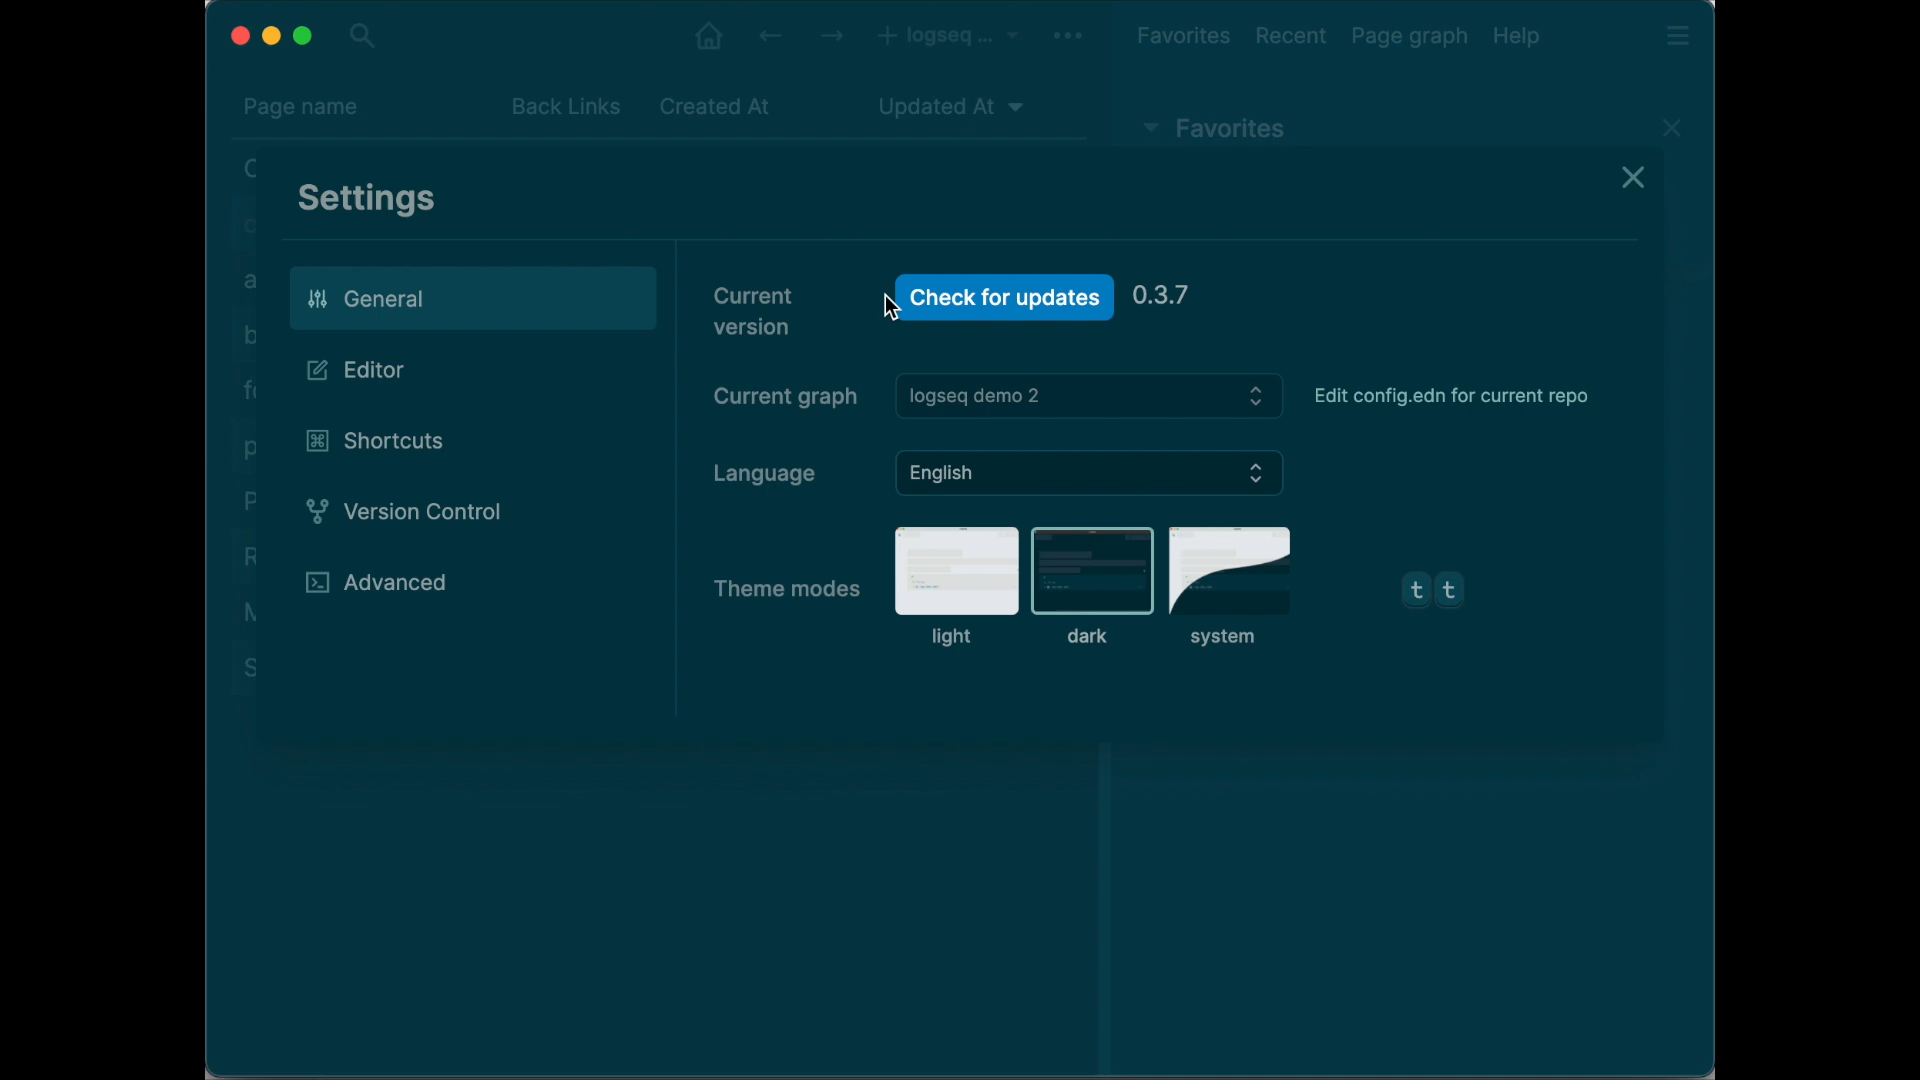 + logseq ...
Favorites Recent Page graph Help
Page name Back Links Created At Updated At
Favorites
Settings
General
Editor
Shortcuts
Version Control
Advanced
Current version
Check for updates 0.3.7
Current graph logseq demo 2 Edit config.edn for current repo
Language English
Theme modes
light dark system
t t